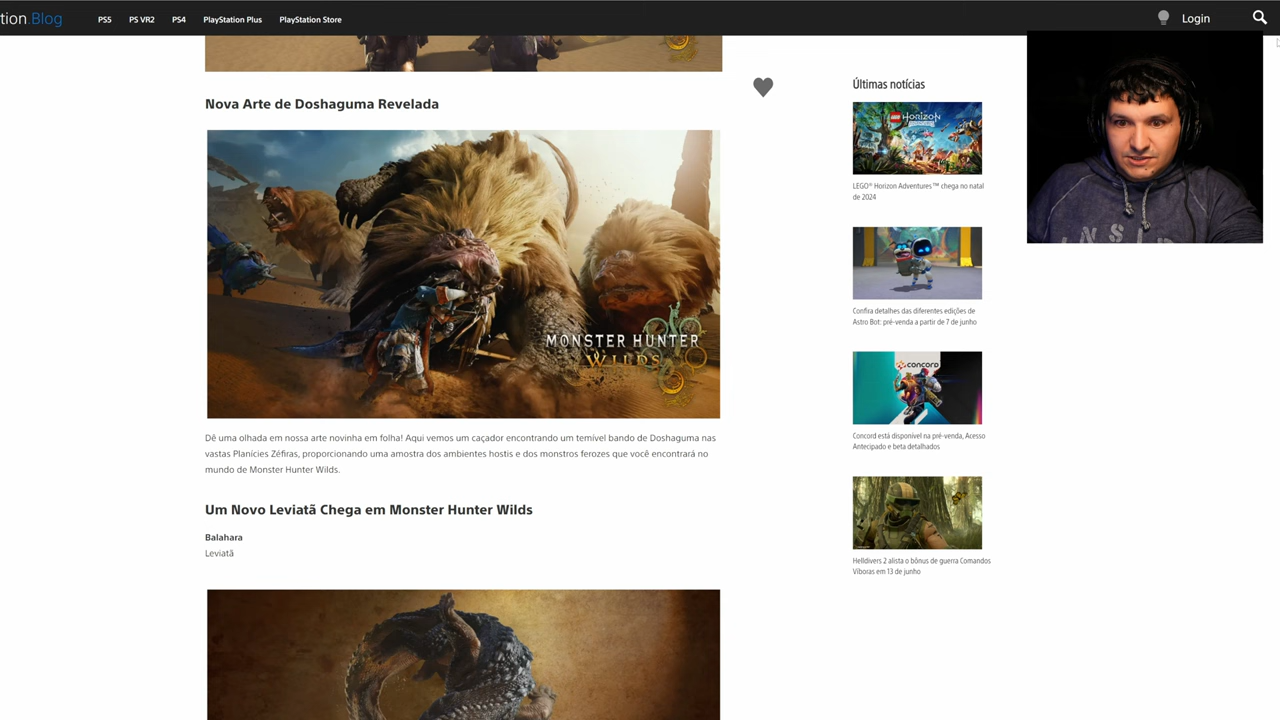 tion.Blog
PS5
PS VR2
PS4
PlayStation Plus
PlayStation Store
Login
Nova Arte de Doshaguma Revelada
MONSTER HUNTER
WILDS
Dê uma olhada em nossa arte novinha em folha! Aqui vemos um caçador encontrando um temível bando de Doshaguma nas
vastas Planícies Zéfiras, proporcionando uma amostra dos ambientes hostis e dos monstros ferozes que você encontrará no
mundo de Monster Hunter Wilds.
Um Novo Leviatã Chega em Monster Hunter Wilds
Balahara
Leviatã
Últimas notícias
LEGO HORIZON
ADVENTURES
LEGO® Horizon Adventures™ chega no natal
de 2024
Confira detalhes das diferentes edições de
Astro Bot: pré-venda a partir de 7 de junho
CONCORD
Concord está disponível na pré-venda, Acesso
Antecipado e beta detalhados
Helldivers 2 alista o bônus de guerra Comandos
Víboras em 13 de junho